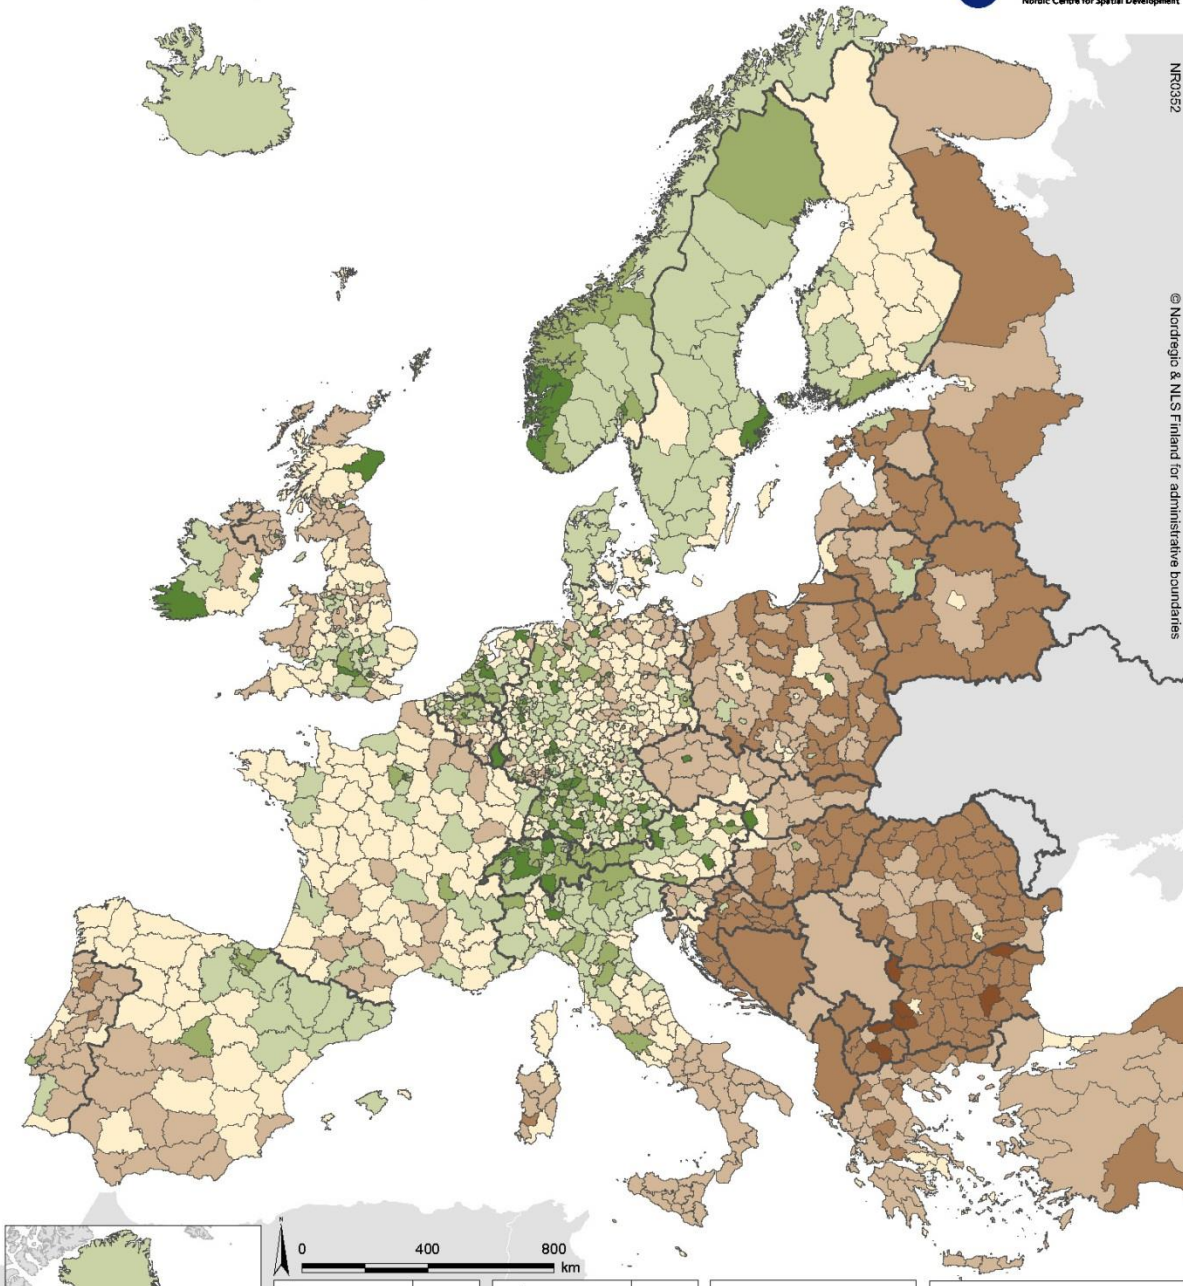 Nordic Centre for Spatial Development
NR0352
© Nordregio & NLS Finland for administrative boundaries
N
0 400 800
km